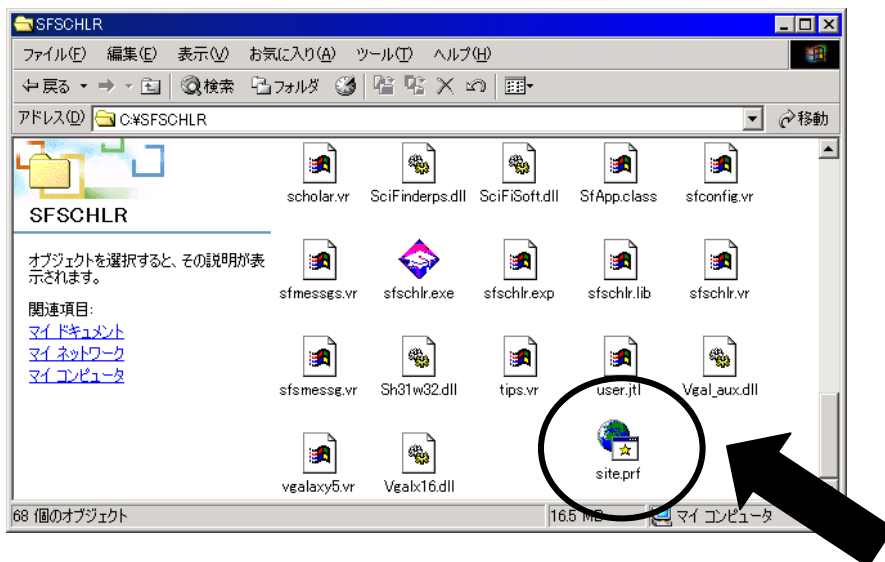 SFSCHLR
ファイル(F) 編集(E) 表示(V) お気に入り(A) ツール(T) ヘルプ(H)
戻る 検索 フォルダ
アドレス(D) C:¥SFSCHLR 移動
SFSCHLR
オブジェクトを選択すると、その説明が表
示されます。
関連項目:
マイ ドキュメント
マイ ネットワーク
マイ コンピュータ
scholar.vr SciFinderps.dll SciFiSoft.dll SfApp.class sfconfig.vr
sfmessgs.vr sfschlr.exe sfschlr.exp sfschlr.lib sfschlr.vr
sfsmessg.vr Sh31w32.dll tips.vr user.jtl Vgal_aux.dll
vgalaxy5.vr Vgalx16.dll site.prf
68 個のオブジェクト 16.5 MB マイ コンピュータ